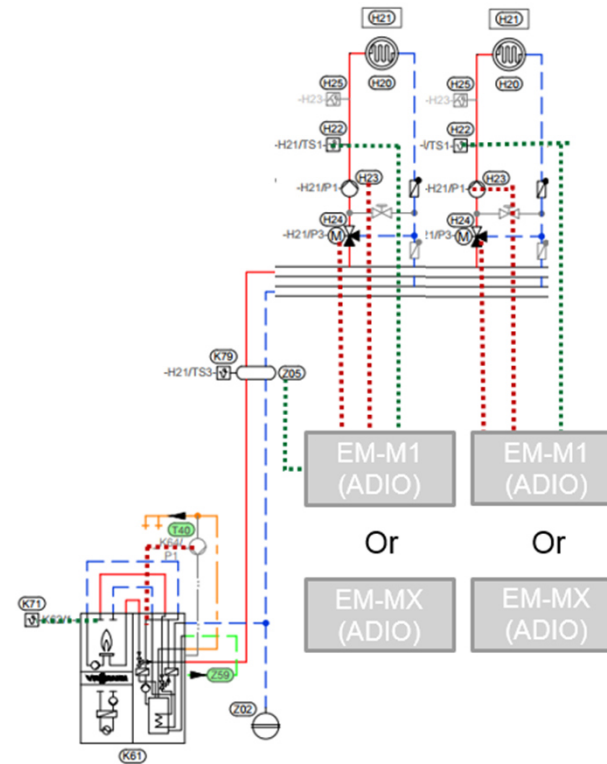 H21
H21
H20
H20
H25
H25
-H23-
-H23-
H22
H22
-H21/TS1-
-l/TS1-
H23
H23
-H21/P1-
-H21/P1-
H24
H24
-H21/P3-
.l21/P3-
M
M
K79
-H21/TS3-
Z05
EM-M1
(ADIO)
EM-M1
(ADIO)
Or
Or
EM-MX
(ADIO)
EM-MX
(ADIO)
T40
K64/
P1
K71
Z59
Z02
K61